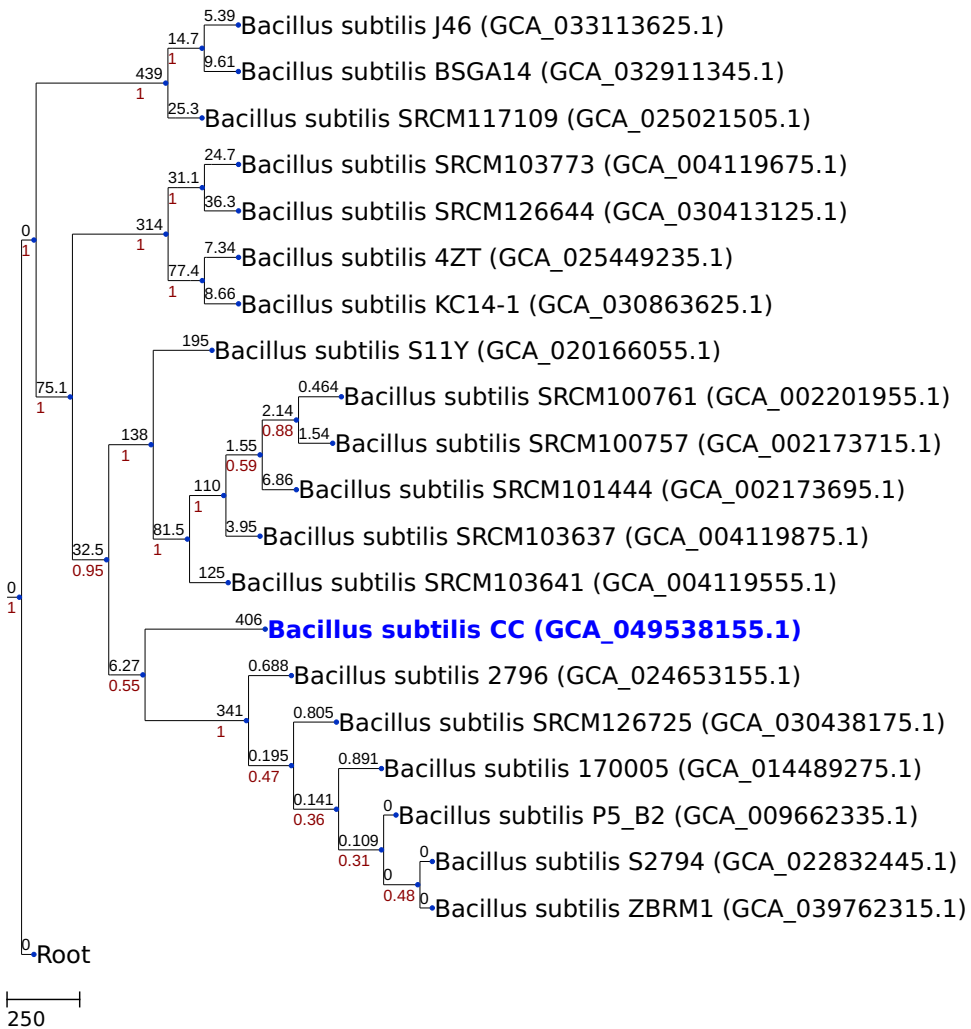 5.39
Bacillus subtilis J46 (GCA_033113625.1)
14.7
1
9.61
Bacillus subtilis BSGA14 (GCA_032911345.1)
439
1
25.3
Bacillus subtilis SRCM117109 (GCA_025021505.1)
24.7
Bacillus subtilis SRCM103773 (GCA_004119675.1)
31.1
1
36.3
Bacillus subtilis SRCM126644 (GCA_030413125.1)
314
1
0
1
7.34
Bacillus subtilis 4ZT (GCA_025449235.1)
77.4
1
8.66
Bacillus subtilis KC14-1 (GCA_030863625.1)
195
Bacillus subtilis S11Y (GCA_020166055.1)
75.1
1
0.464
Bacillus subtilis SRCM100761 (GCA_002201955.1)
2.14
0.88
1.54
Bacillus subtilis SRCM100757 (GCA_002173715.1)
138
1
1.55
0.59
6.86
Bacillus subtilis SRCM101444 (GCA_002173695.1)
110
1
3.95
Bacillus subtilis SRCM103637 (GCA_004119875.1)
81.5
1
32.5
0.95
125
Bacillus subtilis SRCM103641 (GCA_004119555.1)
0
1
406
Bacillus subtilis CC (GCA_049538155.1)
6.27
0.55
0.688
Bacillus subtilis 2796 (GCA_024653155.1)
341
1
0.805
Bacillus subtilis SRCM126725 (GCA_030438175.1)
0.195
0.47
0.891
Bacillus subtilis 170005 (GCA_014489275.1)
0.141
0.36
0
Bacillus subtilis P5_B2 (GCA_009662335.1)
0.109
0.31
0
Bacillus subtilis S2794 (GCA_022832445.1)
0
0.48
0
Bacillus subtilis ZBRM1 (GCA_039762315.1)
0
Root
250